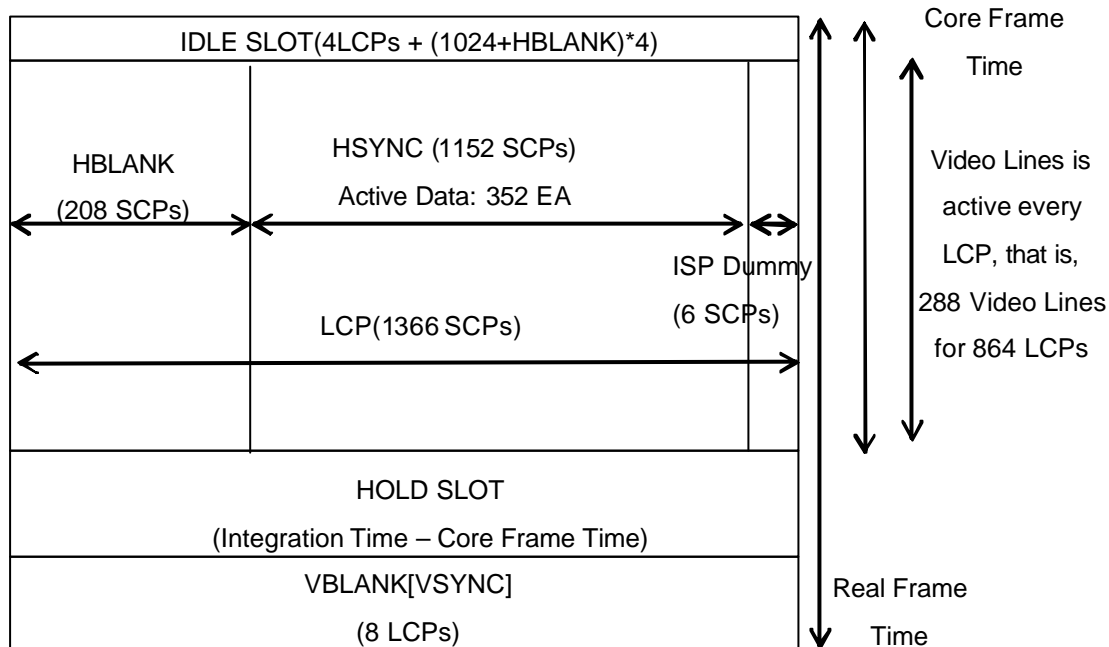 IDLE SLOT(4LCPs + (1024+HBLANK)*4)
Core Frame
Time
HBLANK
(208 SCPs)
HSYNC (1152 SCPs)
Active Data: 352 EA
ISP Dummy
(6 SCPs)
LCP(1366 SCPs)
Video Lines is
active every
LCP, that is,
288 Video Lines
for 864 LCPs
HOLD SLOT
(Integration Time – Core Frame Time)
VBLANK[VSYNC]
(8 LCPs)
Real Frame
Time